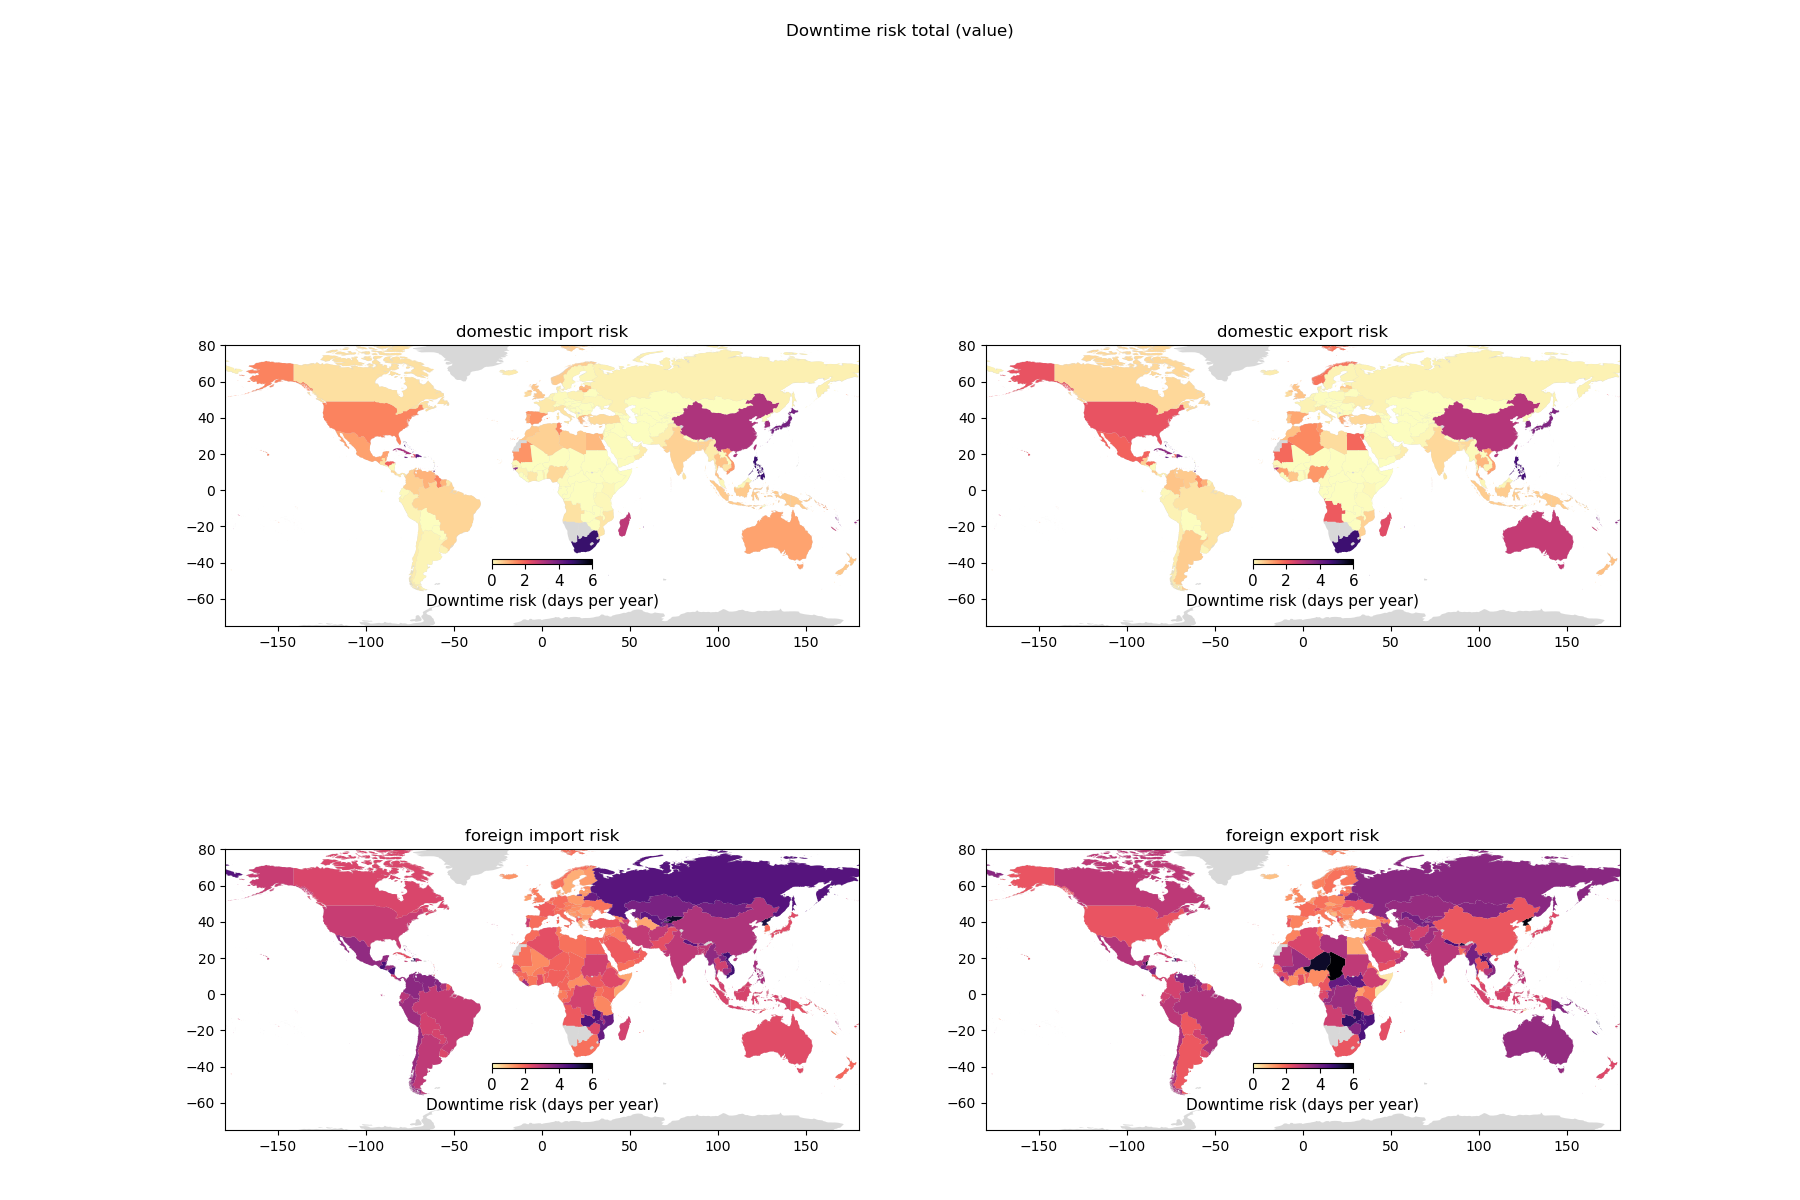 Downtime risk total (value)
domestic import risk
80
60
40
20
0
−20
−40
−60
0 2 4 6
Downtime risk (days per year)
−150 −100 −50 0 50 100 150
domestic export risk
80
60
40
20
0
−20
−40
−60
0 2 4 6
Downtime risk (days per year)
−150 −100 −50 0 50 100 150
foreign import risk
80
60
40
20
0
−20
−40
−60
0 2 4 6
Downtime risk (days per year)
−150 −100 −50 0 50 100 150
foreign export risk
80
60
40
20
0
−20
−40
−60
0 2 4 6
Downtime risk (days per year)
−150 −100 −50 0 50 100 150